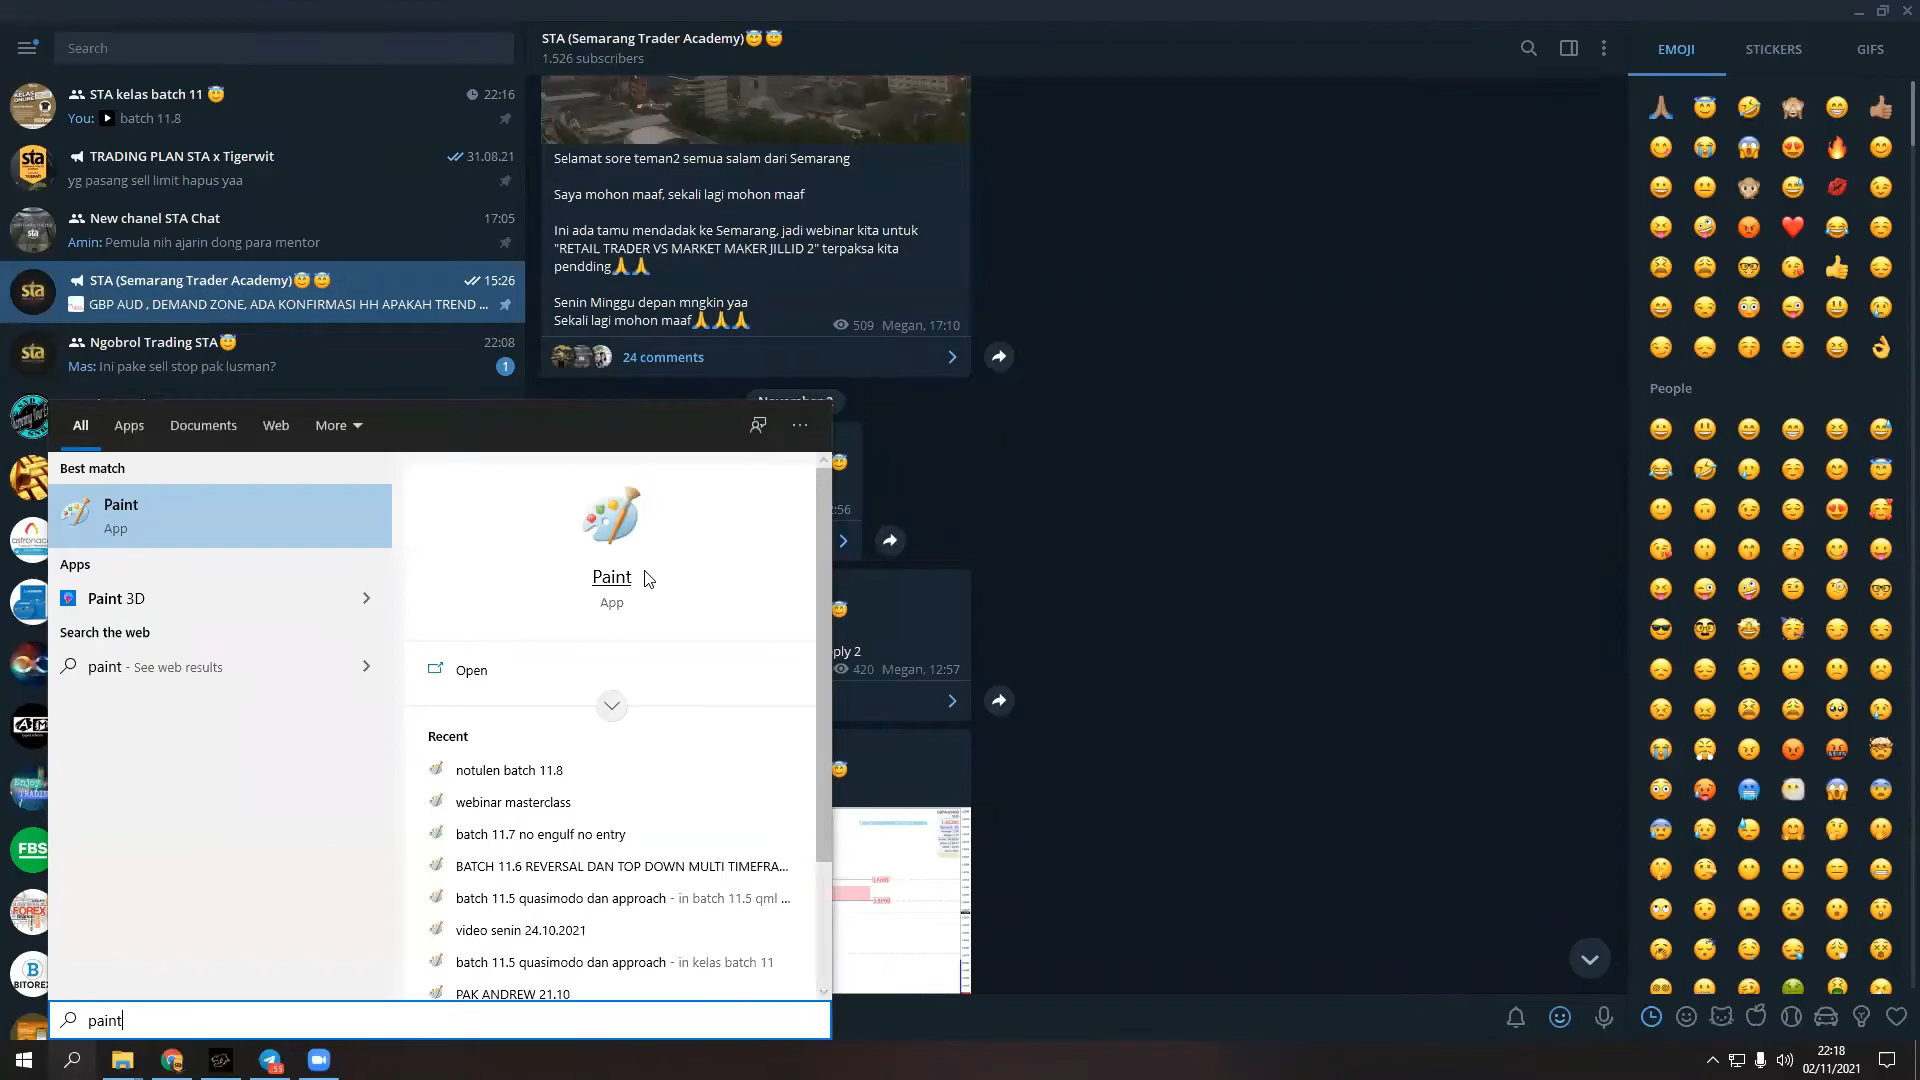 Search
STA kelas batch 11 😇
22:16
You: batch 11.8
TRADING PLAN STA x Tigerwit
31.08.21
yg pasang sell limit hapus yaa
New chanel STA Chat
17:05
Amin: Pemula nih ajarin dong para mentor
STA (Semarang Trader Academy)😇😇
15:26
GBP AUD , DEMAND ZONE, ADA KONFIRMASI HH APAKAH TREND ...
Ngobrol Trading STA😇
22:08
Mas: Ini pake sell stop pak lusman?
1
STA (Semarang Trader Academy)😇😇
1.526 subscribers
Selamat sore teman2 semua salam dari Semarang
Saya mohon maaf, sekali lagi mohon maaf
Ini ada tamu mendadak ke Semarang, jadi webinar kita untuk
"RETAIL TRADER VS MARKET MAKER JILLID 2" terpaksa kita
pendding🙏🙏
Senin Minggu depan mngkin yaa
Sekali lagi mohon maaf🙏🙏🙏
509 Megan, 17:10
24 comments
:56
ply 2
420 Megan, 12:57
EMOJI
STICKERS
GIFS
People
All
Apps
Documents
Web
More
Best match
Paint
App
Apps
Paint 3D
Search the web
paint - See web results
Paint
App
Open
Recent
notulen batch 11.8
webinar masterclass
batch 11.7 no engulf no entry
BATCH 11.6 REVERSAL DAN TOP DOWN MULTI TIMEFRA...
batch 11.5 quasimodo dan approach - in batch 11.5 qml ...
video senin 24.10.2021
batch 11.5 quasimodo dan approach - in kelas batch 11
PAK ANDREW 21.10
paint
sta
sta
FBS
BITOREX
55
22:18
02/11/2021